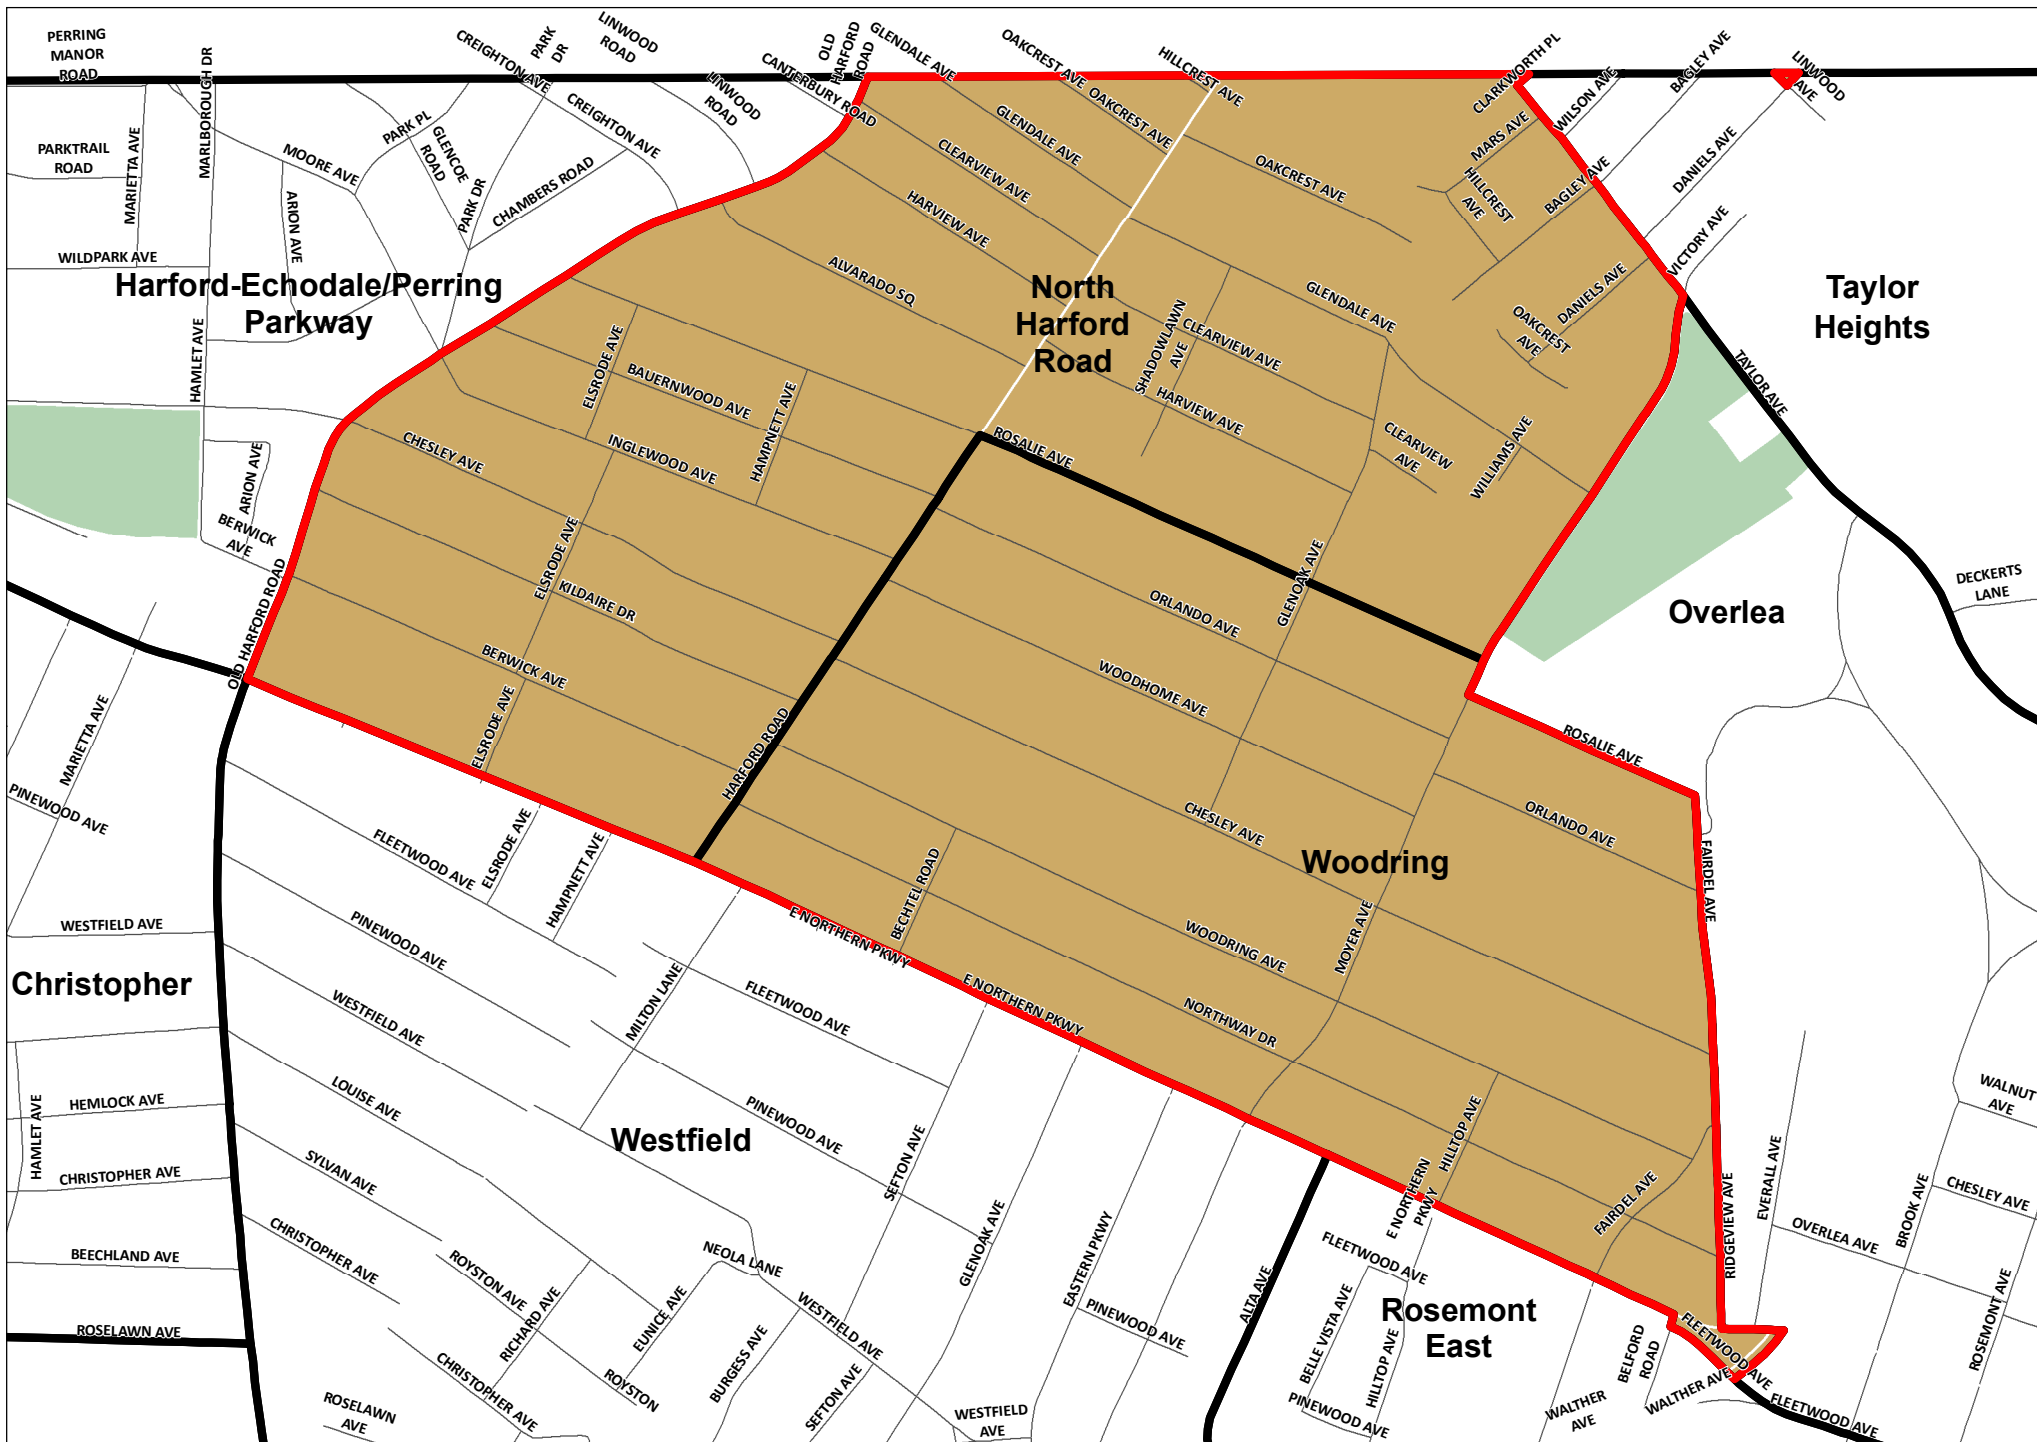 PERRING
MANOR
ROAD
MARLBOROUGH DR
CREIGHTON AVE
PARK
DR
LINWOOD
ROAD
LINWOOD
ROAD
CANTERBURY ROAD
OLD
HARFORD
ROAD
GLENDALE AVE
OAKCREST AVE
HILLCREST AVE
CLARKWORTH PL
WILSON AVE
BAGLEY AVE
LINWOOD
AVE
PARKTRAIL
ROAD
MARIETTA AVE
MOORE AVE
PARK PL
GLENCOE
ROAD
CREIGHTON AVE
CHAMBERS ROAD
PARK DR
ARION AVE
WILDPARK AVE
CLEARVIEW AVE
GLENDALE AVE
OAKCREST AVE
OAKCREST AVE
MARS AVE
HILLCREST
AVE
BAGLEY AVE
DANIELS AVE
VICTORY AVE
HARVIEW AVE
ALVARADO SQ
Harford-Echodale/Perring
Parkway
North
Harford
Road
Taylor
Heights
GLENDALE AVE
DANIELS AVE
OAKCREST
AVE
SHADOWLAWN
AVE
CLEARVIEW AVE
HARVIEW AVE
HAMLET AVE
ELSRODE AVE
BAUERNWOOD AVE
HAMPNETT AVE
TAYLOR AVE
CHESLEY AVE
INGLEWOOD AVE
ROSALIE AVE
CLEARVIEW
AVE
WILLIAMS AVE
ARION AVE
BERWICK
AVE
ELSRODE AVE
KILDAIRE DR
ORLANDO AVE
GLENOAK AVE
DECKERTS
LANE
Overlea
OLD HARFORD ROAD
BERWICK AVE
ELSRODE AVE
WOODHOME AVE
HARFORD ROAD
ROSALIE AVE
MARIETTA AVE
PINEWOOD AVE
CHESLEY AVE
ORLANDO AVE
FAIRDEL AVE
Woodring
FLEETWOOD AVE
ELSRODE AVE
HAMPNETT AVE
BECHTEL ROAD
E NORTHERN PKWY
WESTFIELD AVE
PINEWOOD AVE
WOODRING AVE
MOYER AVE
Christopher
MILTON LANE
FLEETWOOD AVE
E NORTHERN PKWY
NORTHWAY DR
WESTFIELD AVE
LOUISE AVE
HEMLOCK AVE
HAMLET AVE
PINEWOOD AVE
Westfield
WALNUT
AVE
HILLTOP AVE
E NORTHERN
PKWY
SEFTON AVE
CHRISTOPHER AVE
SYLVAN AVE
FAIRDEL AVE
RIDGEVIEW AVE
EVERALL AVE
CHESLEY AVE
OVERLEA AVE
BROOK AVE
BEECHLAND AVE
CHRISTOPHER AVE
ROYSTON AVE
NEOLA LANE
GLENOAK AVE
EASTERN PKWY
FLEETWOOD AVE
ALTA AVE
BELLE VISTA AVE
Rosemont
East
HILLTOP AVE
ROSELAWN AVE
RICHARD AVE
EUNICE AVE
WESTFIELD AVE
BURGESS AVE
PINEWOOD AVE
BELFORD
ROAD
FLEETWOOD AVE
ROSEMONT AVE
CHRISTOPHER AVE
ROYSTON
SEFTON AVE
WALTHER AVE
ROSELAWN
AVE
WESTFIELD
AVE
PINEWOOD AVE
WALTHER
AVE
FLEETWOOD AVE